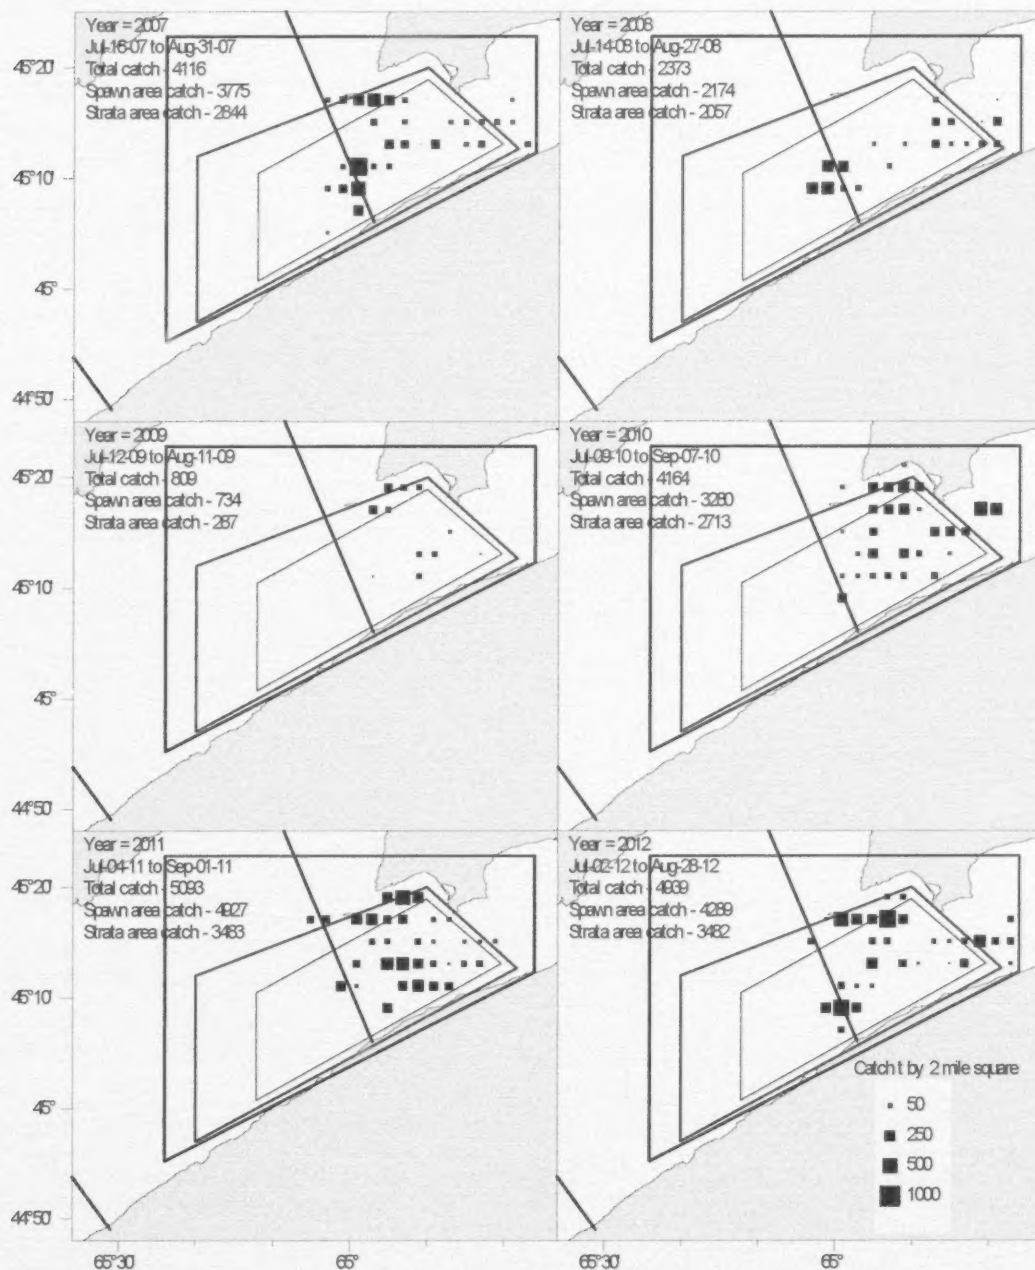 Year = 2007
Jul-16-07 to Aug-31-07
Total catch - 4116
Spawn area catch - 3775
Strata area catch - 2844
Year = 2008
Jul-14-08 to Aug-27-08
Total catch - 2373
Spawn area catch - 2174
Strata area catch - 2057
45°20'
45°10'
45°
44°50'
Year = 2009
Jul-12-09 to Aug-11-09
Total catch - 809
Spawn area catch - 734
Strata area catch - 287
Year = 2010
Jul-09-10 to Sep-07-10
Total catch - 4164
Spawn area catch - 3280
Strata area catch - 2713
45°20'
45°10'
45°
44°50'
Year = 2011
Jul-04-11 to Sep-01-11
Total catch - 5093
Spawn area catch - 4927
Strata area catch - 3483
Year = 2012
Jul-02-12 to Aug-28-12
Total catch - 4939
Spawn area catch - 4289
Strata area catch - 3482
45°20'
45°10'
45°
44°50'
Catch t by 2 mile square
50
250
500
1000
65°30
65°
65°30
65°